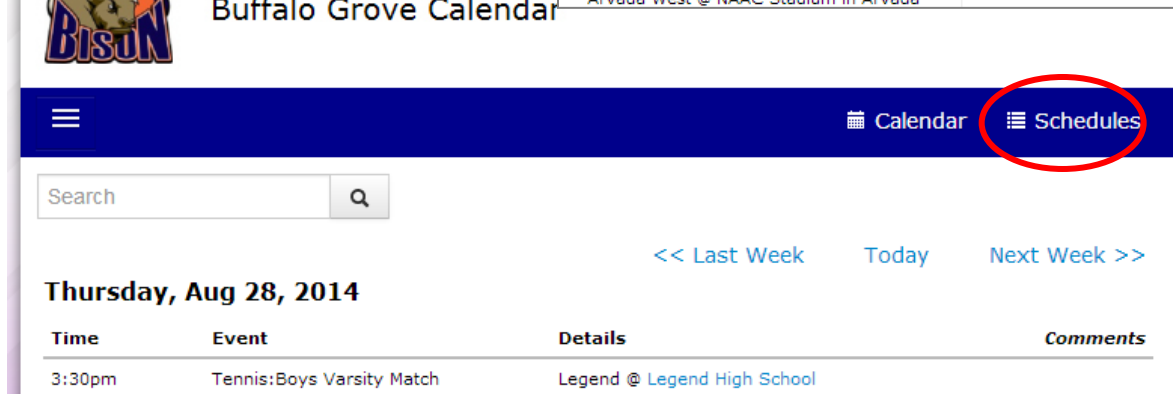 Buffalo Grove Calendar
Arvada West @ NAAC Stadium in Arvada
BISON
Calendar
Schedules
Search
<< Last Week Today Next Week >>
Thursday, Aug 28, 2014
Time Event Details Comments
3:30pm Tennis:Boys Varsity Match Legend @ Legend High School